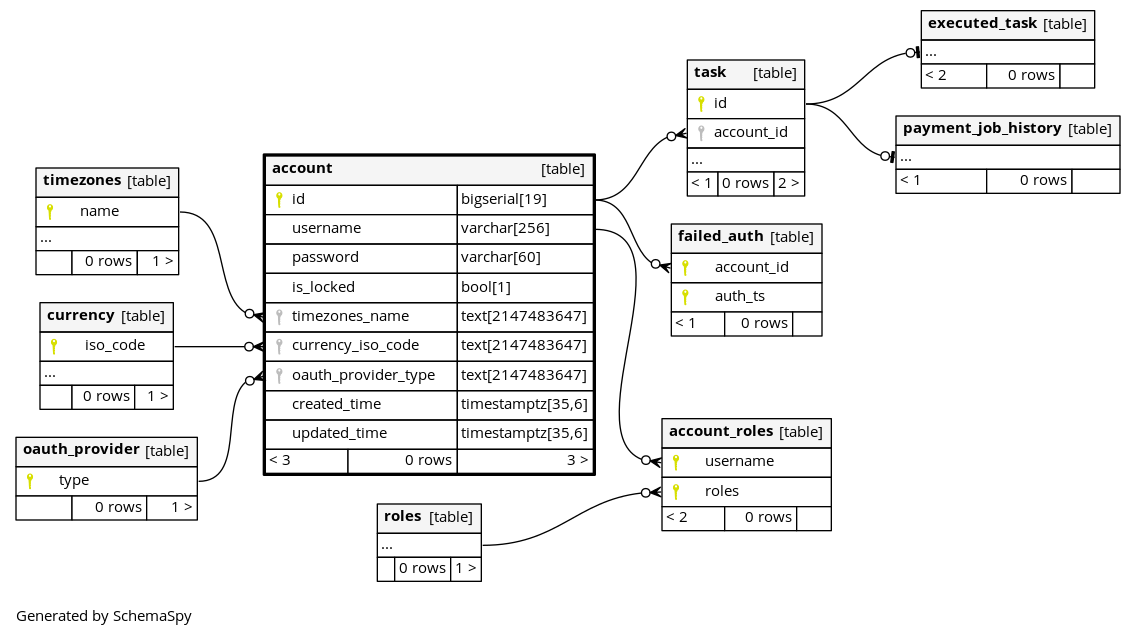 executed_task [table]
...
< 2 0 rows
task [table]
id
account_id
...
< 1 0 rows 2 >
payment_job_history [table]
...
< 1 0 rows
account [table]
id bigserial[19]
username varchar[256]
password varchar[60]
is_locked bool[1]
timezones_name text[2147483647]
currency_iso_code text[2147483647]
oauth_provider_type text[2147483647]
created_time timestamptz[35,6]
updated_time timestamptz[35,6]
< 3 0 rows 3 >
timezones [table]
name
...
0 rows 1 >
failed_auth [table]
account_id
auth_ts
< 1 0 rows
currency [table]
iso_code
...
0 rows 1 >
account_roles [table]
username
roles
< 2 0 rows
oauth_provider [table]
type
0 rows 1 >
roles [table]
...
0 rows 1 >
Generated by SchemaSpy